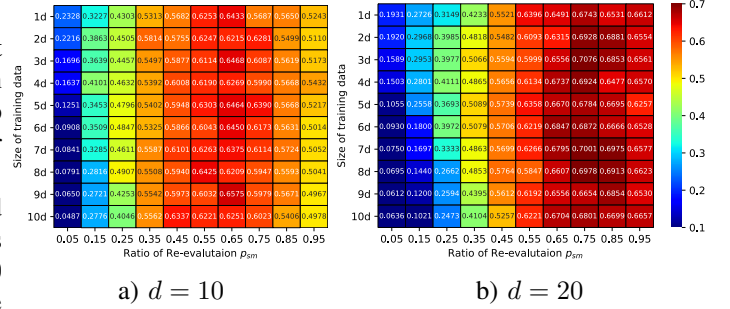 1d 0.2328 0.3227 0.4303 0.5313 0.5682 0.6253 0.6433 0.5687 0.5650 0.5243
2d 0.2216 0.3863 0.4505 0.5814 0.5755 0.6247 0.6215 0.6281 0.5499 0.5110
3d 0.1696 0.3639 0.4457 0.5497 0.5877 0.6114 0.6468 0.6089 0.5719 0.5171
4d 0.1637 0.4101 0.4632 0.5392 0.6008 0.6190 0.6269 0.5990 0.5668 0.5432
5d 0.1251 0.3453 0.4796 0.5402 0.5948 0.6303 0.6464 0.6390 0.5668 0.5217
6d 0.0908 0.3509 0.4847 0.5325 0.5866 0.6043 0.6450 0.6173 0.5631 0.5014
7d 0.0841 0.3285 0.4611 0.5587 0.6101 0.6263 0.6565 0.6114 0.5724 0.5052
8d 0.0791 0.2816 0.4907 0.5508 0.5940 0.6425 0.6209 0.5947 0.5593 0.5041
9d 0.0650 0.2721 0.4253 0.5542 0.5973 0.6032 0.6575 0.5979 0.5671 0.4967
10d 0.0487 0.2776 0.4046 0.5562 0.6337 0.6221 0.6251 0.6023 0.5406 0.4978
0.05 0.15 0.25 0.35 0.45 0.55 0.65 0.75 0.85 0.95
Size of training data
Ratio of Re-evalutaion p_sm
a) d = 10
1d 0.1931 0.2726 0.3149 0.4233 0.5521 0.6396 0.6491 0.6743 0.6531 0.6612
2d 0.1920 0.2968 0.3985 0.4818 0.5482 0.6093 0.6315 0.6928 0.6881 0.6554
3d 0.1589 0.2953 0.3977 0.5066 0.5594 0.5999 0.6556 0.7076 0.6853 0.6561
4d 0.1503 0.2801 0.4111 0.4865 0.5656 0.6137 0.6737 0.6924 0.6477 0.6570
5d 0.1055 0.2558 0.3693 0.5089 0.5739 0.6158 0.6670 0.6784 0.6695 0.6257
6d 0.0930 0.1800 0.3972 0.5079 0.5706 0.6219 0.6847 0.6872 0.6666 0.6528
7d 0.0750 0.1697 0.3333 0.4863 0.5699 0.6266 0.6795 0.7001 0.6825 0.6577
8d 0.0695 0.1440 0.2662 0.4853 0.5764 0.5847 0.6607 0.6978 0.6913 0.6623
9d 0.0612 0.1200 0.2594 0.4395 0.5612 0.6192 0.6556 0.6645 0.6854 0.6530
10d 0.0636 0.1021 0.2473 0.4104 0.5257 0.6221 0.6704 0.6801 0.6699 0.6657
0.05 0.15 0.25 0.35 0.45 0.55 0.65 0.75 0.85 0.95
Size of training data
Ratio of Re-evalutaion p_sm
b) d = 20
0.7
0.6
0.5
0.4
0.3
0.2
0.1